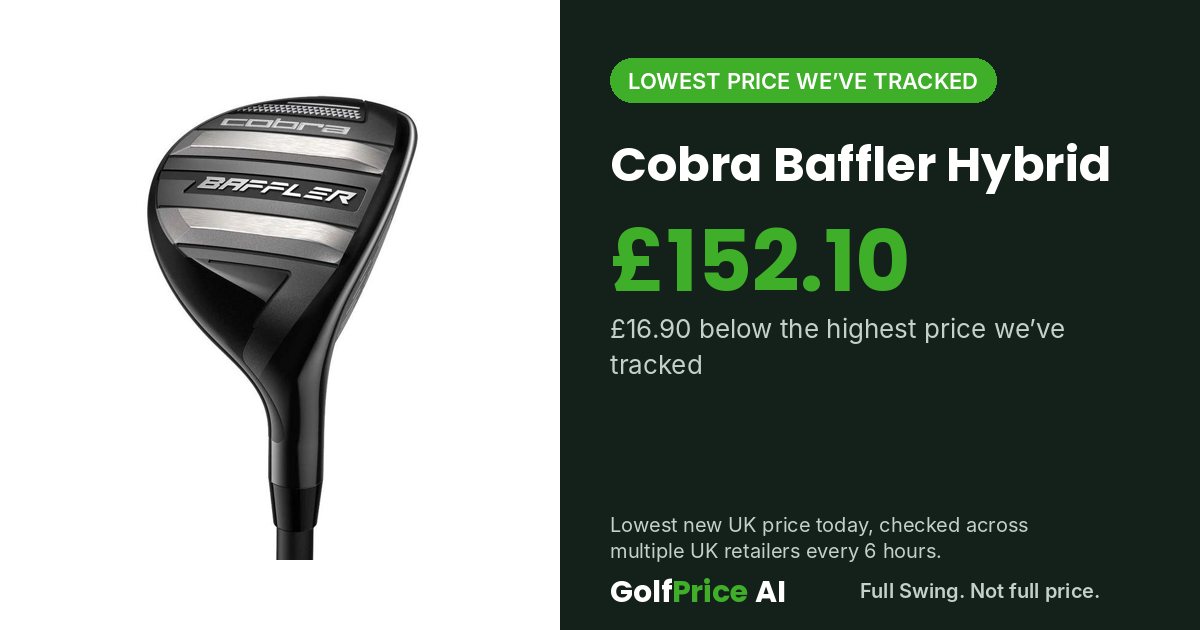 cobra
BAFFLER
LOWEST PRICE WE’VE TRACKED
Cobra Baffler Hybrid
£152.10
£16.90 below the highest price we’ve
tracked
Lowest new UK price today, checked across
multiple UK retailers every 6 hours.
GolfPrice AI
Full Swing. Not full price.